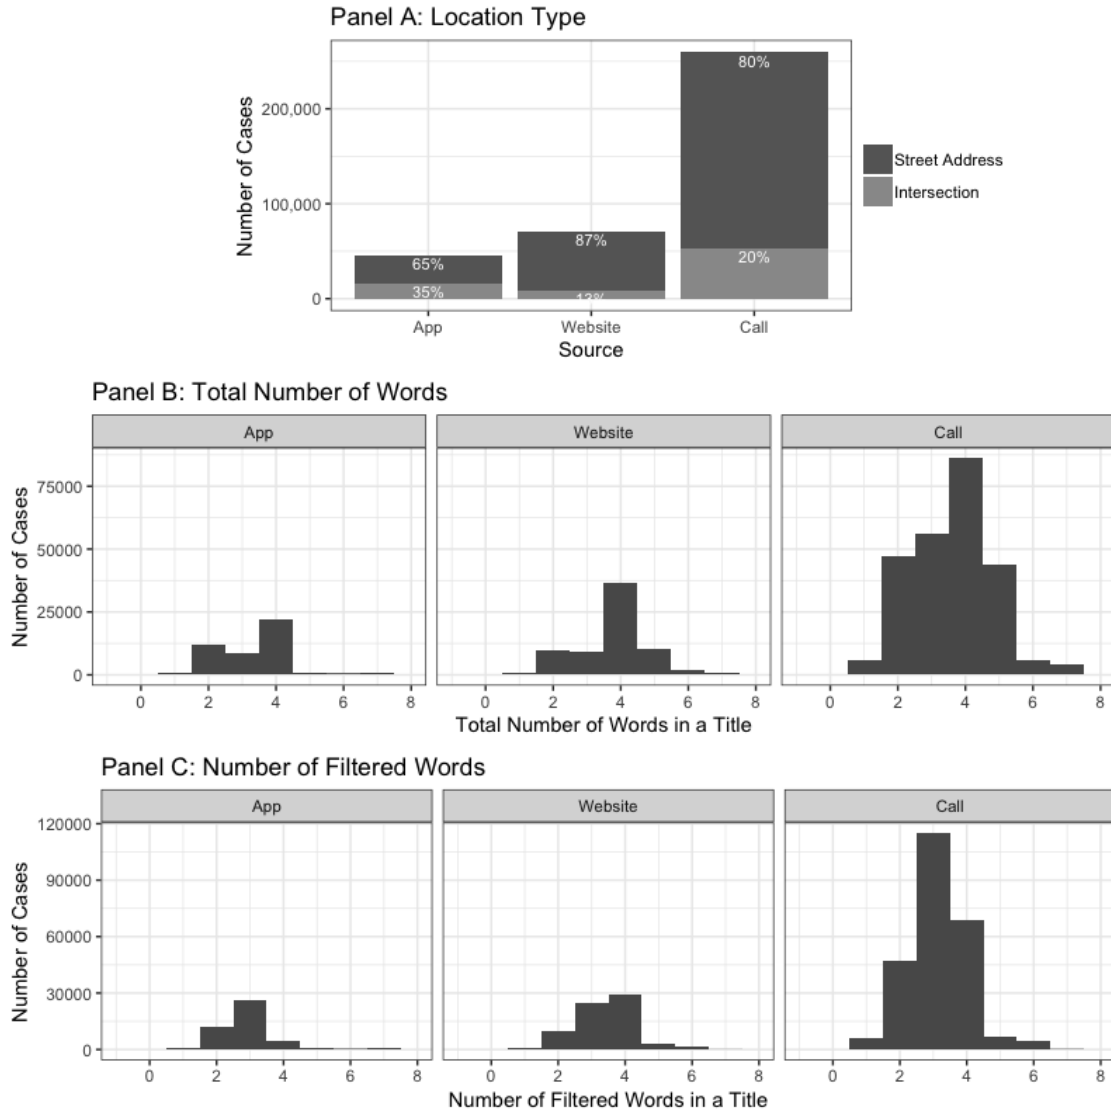 Panel A: Location Type
Number of Cases
200,000
100,000
0
80%
87%
65%
20%
35%
13%
App Website Call
Source
Street Address
Intersection
Panel B: Total Number of Words
App Website Call
Number of Cases
75000
50000
25000
0
0 2 4 6 8 0 2 4 6 8 0 2 4 6 8
Total Number of Words in a Title
Panel C: Number of Filtered Words
App Website Call
Number of Cases
120000
90000
60000
30000
0
0 2 4 6 8 0 2 4 6 8 0 2 4 6 8
Number of Filtered Words in a Title